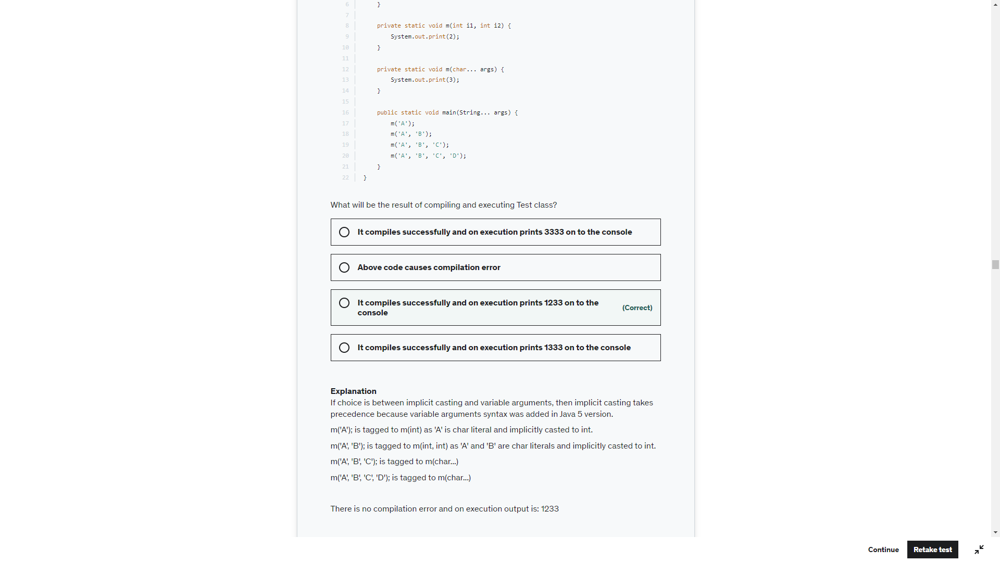 6 }
7
8 private static void m(int i1, int i2) {
9 System.out.print(2);
10 }
11
12 private static void m(char... args) {
13 System.out.print(3);
14 }
15
16 public static void main(String... args) {
17 m('A');
18 m('A', 'B');
19 m('A', 'B', 'C');
20 m('A', 'B', 'C', 'D');
21 }
22 }
What will be the result of compiling and executing Test class?
It compiles successfully and on execution prints 3333 on to the console
Above code causes compilation error
It compiles successfully and on execution prints 1233 on to the
console
(Correct)
It compiles successfully and on execution prints 1333 on to the console
Explanation
If choice is between implicit casting and variable arguments, then implicit casting takes
precedence because variable arguments syntax was added in Java 5 version.
m('A'); is tagged to m(int) as 'A' is char literal and implicitly casted to int.
m('A', 'B'); is tagged to m(int, int) as 'A' and 'B' are char literals and implicitly casted to int.
m('A', 'B', 'C'); is tagged to m(char...)
m('A', 'B', 'C', 'D'); is tagged to m(char...)
There is no compilation error and on execution output is: 1233
Continue
Retake test